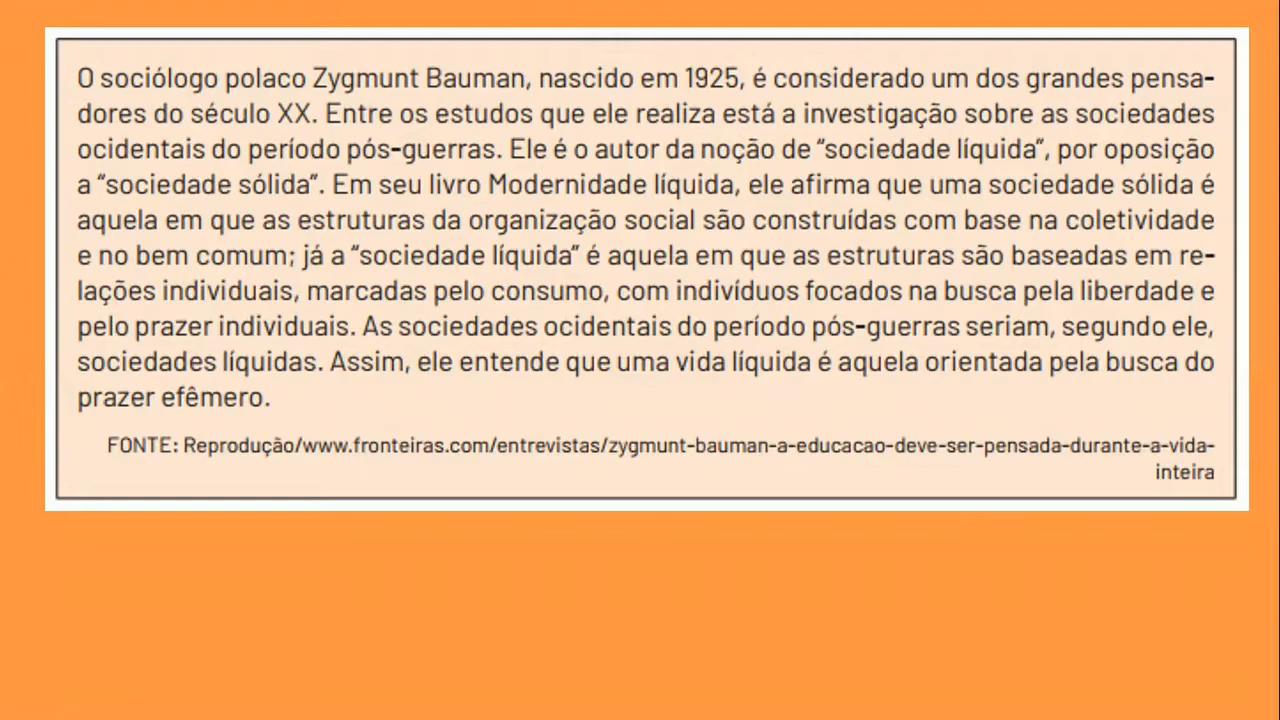 O sociólogo polaco Zygmunt Bauman, nascido em 1925, é considerado um dos grandes pensa-
dores do século XX. Entre os estudos que ele realiza está a investigação sobre as sociedades
ocidentais do período pós-guerras. Ele é o autor da noção de “sociedade líquida”, por oposição
a “sociedade sólida”. Em seu livro Modernidade líquida, ele afirma que uma sociedade sólida é
aquela em que as estruturas da organização social são construídas com base na coletividade
e no bem comum; já a “sociedade líquida” é aquela em que as estruturas são baseadas em re-
lações individuais, marcadas pelo consumo, com indivíduos focados na busca pela liberdade e
pelo prazer individuais. As sociedades ocidentais do período pós-guerras seriam, segundo ele,
sociedades líquidas. Assim, ele entende que uma vida líquida é aquela orientada pela busca do
prazer efêmero.
FONTE: Reprodução/www.fronteiras.com/entrevistas/zygmunt-bauman-a-educacao-deve-ser-pensada-durante-a-vida-
inteira